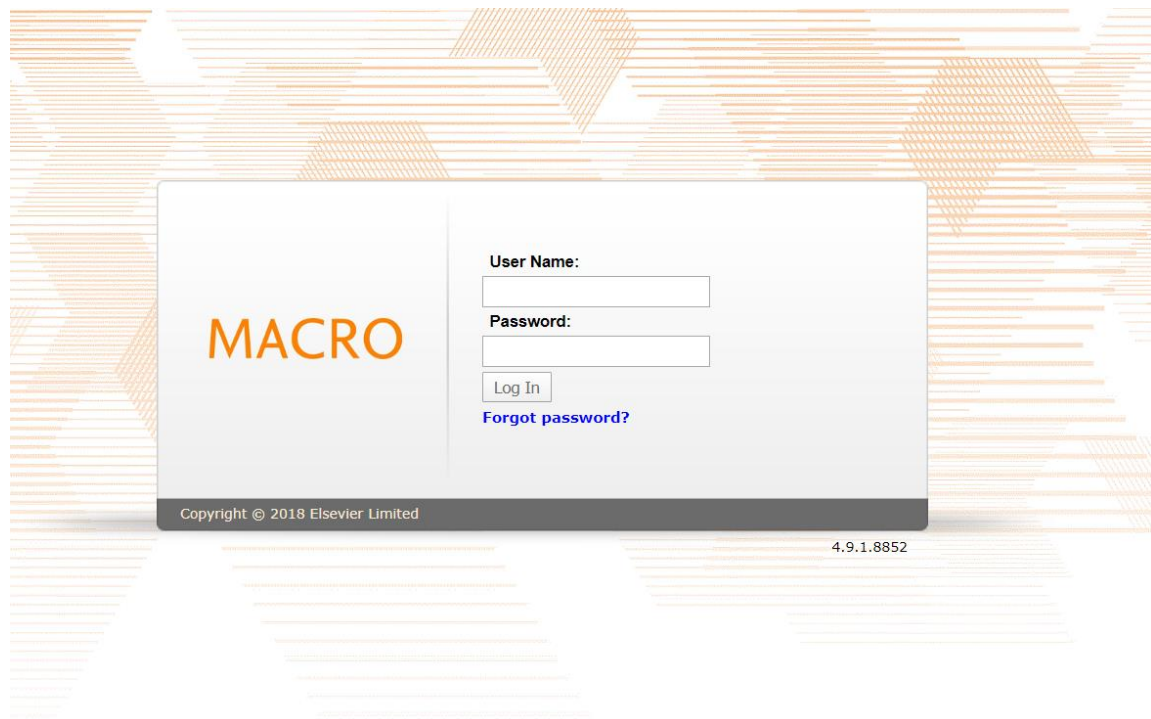 User Name:
MACRO
Password:
Log In
Forgot password?
Copyright © 2018 Elsevier Limited
4.9.1.8852